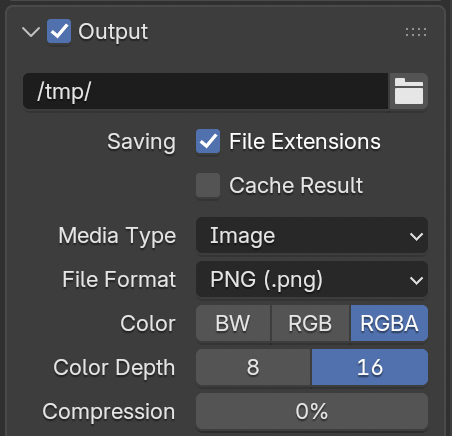 Output
/tmp/
Saving File Extensions
Cache Result
Media Type Image
File Format PNG (.png)
Color BW RGB RGBA
Color Depth 8 16
Compression 0%